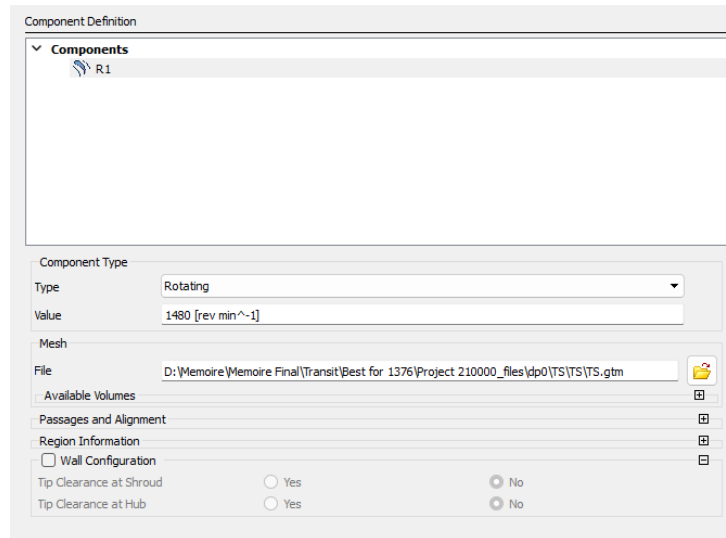 Component Definition
Components
R1
Component Type
Type Rotating
Value 1480 [rev min^-1]
Mesh
File D:\Memoire\Memoire Final\Transit\Best for 1376\Project 210000_files\dp0\TS\TS\TS.gtm
Available Volumes
Passages and Alignment
Region Information
Wall Configuration
Tip Clearance at Shroud Yes No
Tip Clearance at Hub Yes No